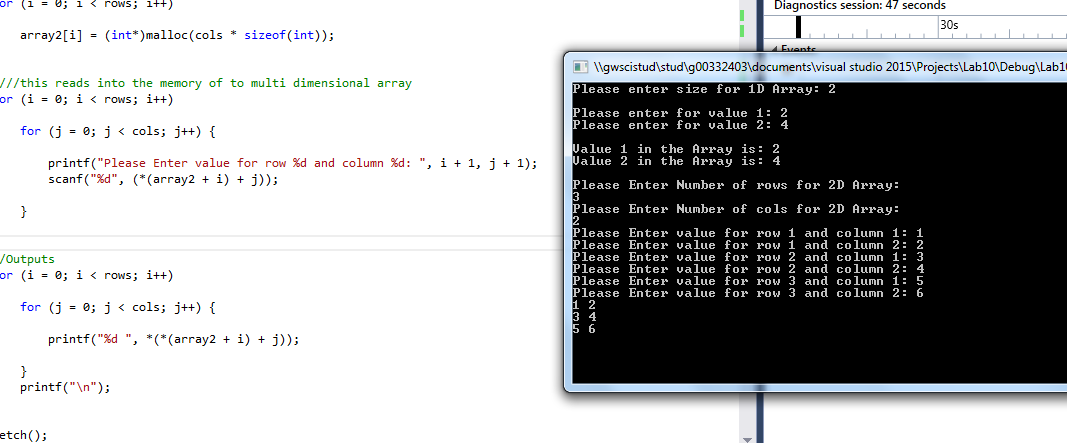 or (i = 0; i < rows; i++)
array2[i] = (int*)malloc(cols * sizeof(int));
///this reads into the memory of to multi dimensional array
or (i = 0; i < rows; i++)
for (j = 0; j < cols; j++) {
printf("Please Enter value for row %d and column %d: ", i + 1, j + 1);
scanf("%d", (*(array2 + i) + j));
}
/Outputs
or (i = 0; i < rows; i++)
for (j = 0; j < cols; j++) {
printf("%d ", *(*(array2 + i) + j));
}
printf("\n");
etch();
Diagnostics session: 47 seconds
30s
Events
\\gwscistud\stud\g00332403\documents\visual studio 2015\Projects\Lab10\Debug\Lab10
Please enter size for 1D Array: 2
Please enter for value 1: 2
Please enter for value 2: 4
Value 1 in the Array is: 2
Value 2 in the Array is: 4
Please Enter Number of rows for 2D Array:
3
Please Enter Number of cols for 2D Array:
2
Please Enter value for row 1 and column 1: 1
Please Enter value for row 1 and column 2: 2
Please Enter value for row 2 and column 1: 3
Please Enter value for row 2 and column 2: 4
Please Enter value for row 3 and column 1: 5
Please Enter value for row 3 and column 2: 6
1 2
3 4
5 6